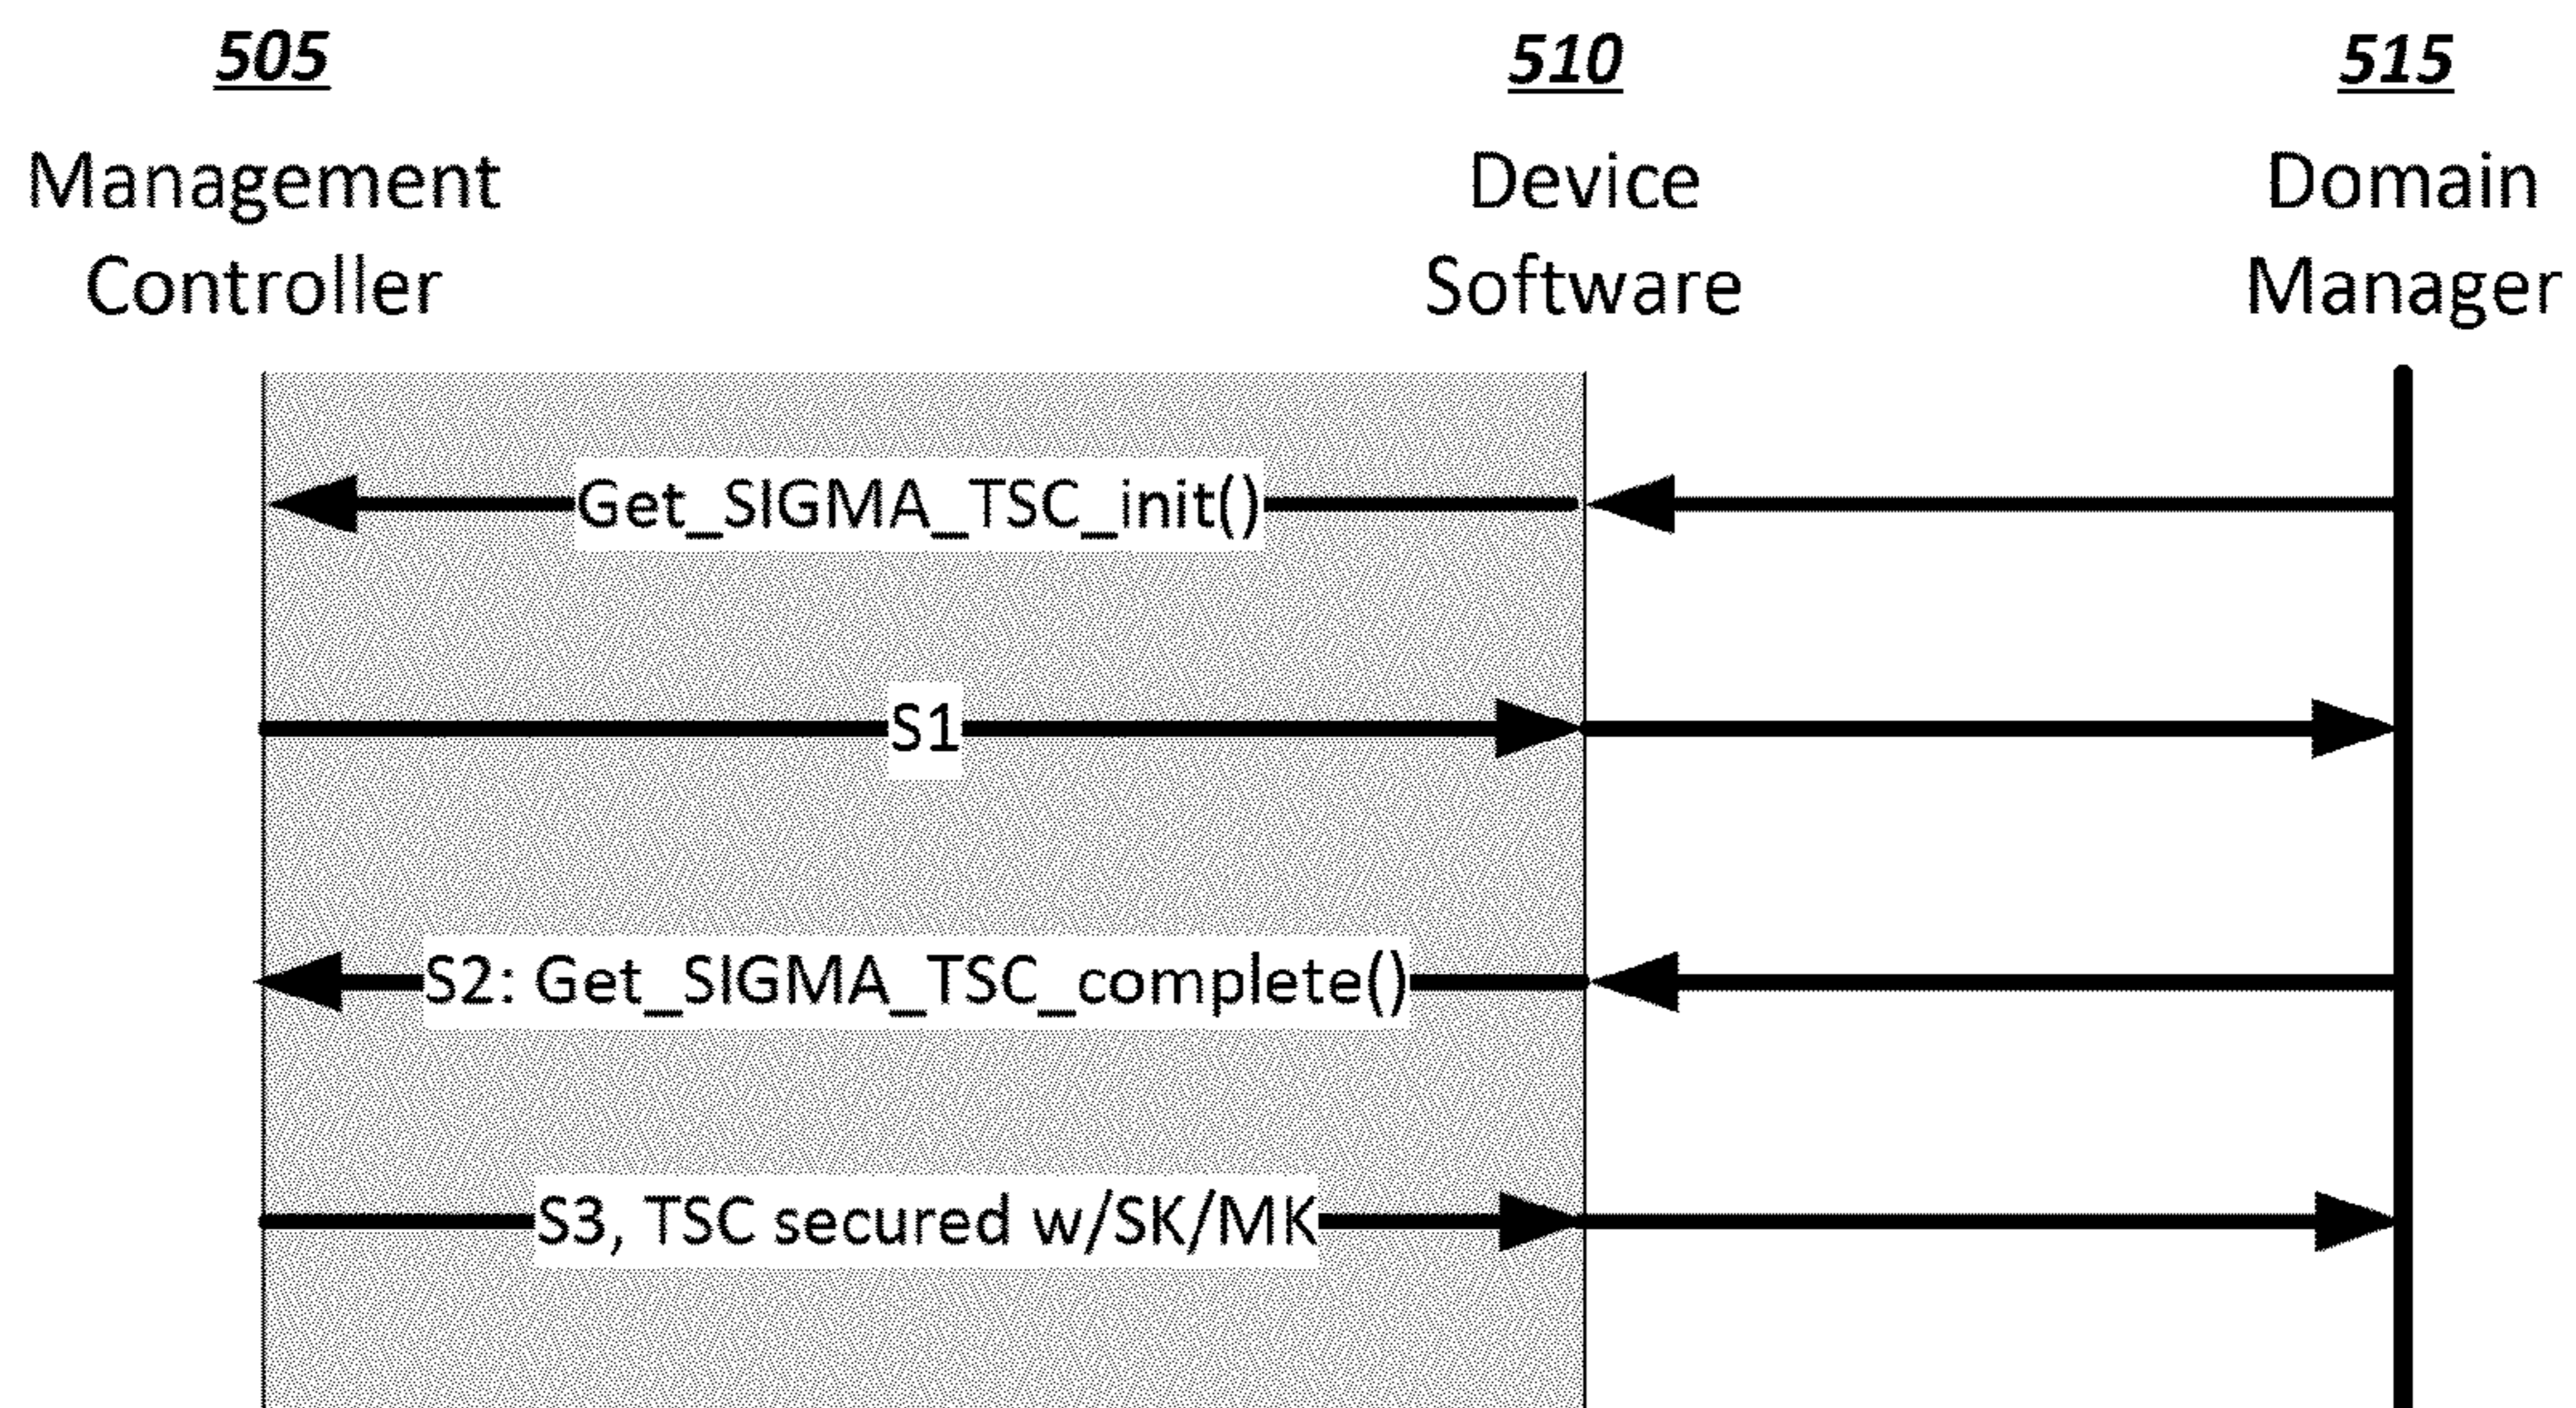 505
Management
Controller
510
Device
Software
515
Domain
Manager
Get_SIGMA_TSC_init()
S1
S2: Get_SIGMA_TSC_complete()
S3, TSC secured w/SK/MK